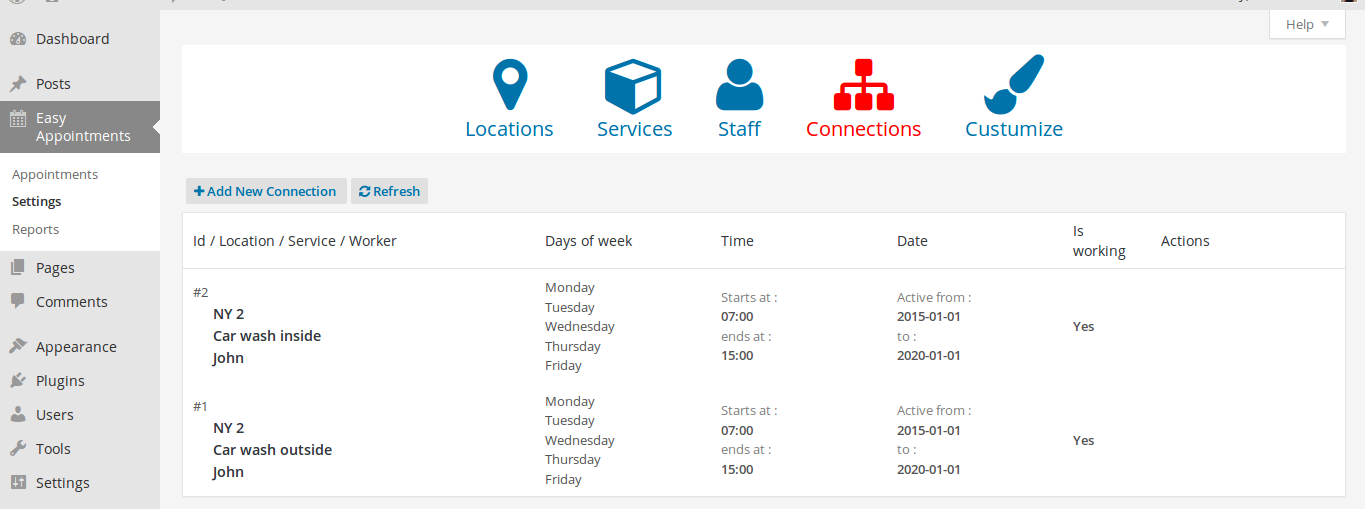 Help
Dashboard
Posts
Easy
Appointments
Appointments
Settings
Reports
Pages
Comments
Appearance
Plugins
Users
Tools
Settings
Locations Services Staff Connections Custumize
Add New Connection Refresh
Id / Location / Service / Worker Days of week Time Date Is working Actions
#2
NY 2
Car wash inside
John
Monday
Tuesday
Wednesday
Thursday
Friday
Starts at :
07:00
ends at :
15:00
Active from :
2015-01-01
to :
2020-01-01
Yes
#1
NY 2
Car wash outside
John
Monday
Tuesday
Wednesday
Thursday
Friday
Starts at :
07:00
ends at :
15:00
Active from :
2015-01-01
to :
2020-01-01
Yes